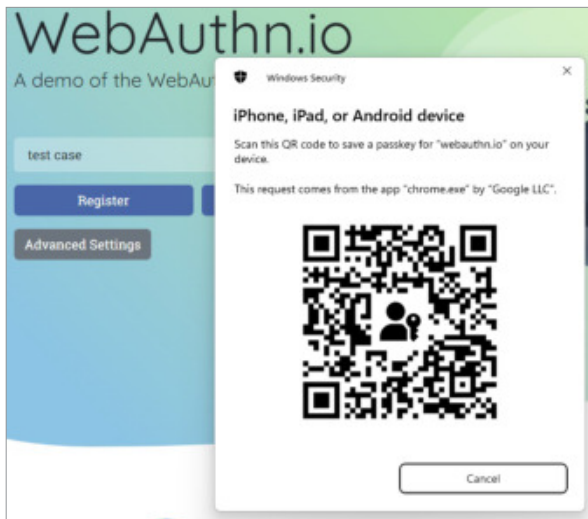 WebAuthn.io
A demo of the WebAu
Windows Security
iPhone, iPad, or Android device
Scan this QR code to save a passkey for "webauthn.io" on your
device.
This request comes from the app "chrome.exe" by "Google LLC".
test case
Register
Advanced Settings
Cancel